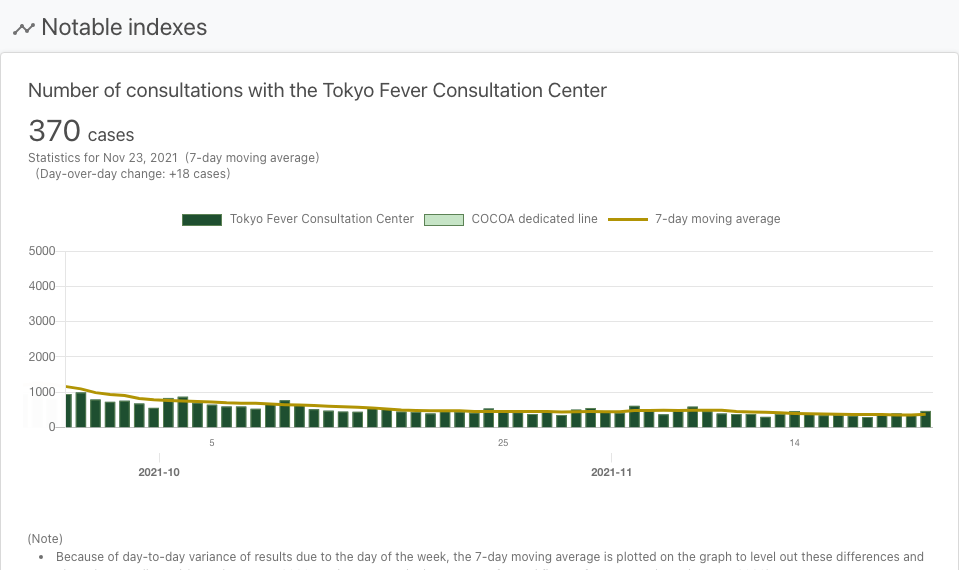 Notable indexes
Number of consultations with the Tokyo Fever Consultation Center
370 cases
Statistics for Nov 23, 2021 (7-day moving average)
(Day-over-day change: +18 cases)
Tokyo Fever Consultation Center COCOA dedicated line 7-day moving average
5000
4000
3000
2000
1000
0
5 25 14
2021-10 2021-11
(Note)
• Because of day-to-day variance of results due to the day of the week, the 7-day moving average is plotted on the graph to level out these differences and